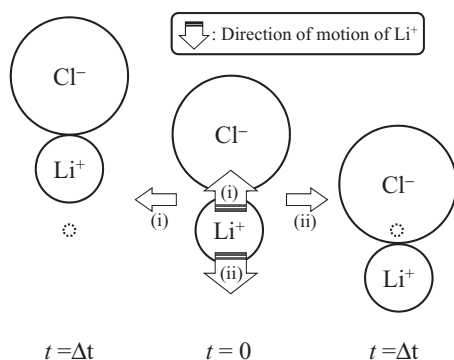 : Direction of motion of Li⁺
Cl⁻
Cl⁻
Cl⁻
Li⁺
(i)
(i)
(ii)
Li⁺
(ii)
Li⁺
t =Δt
t = 0
t =Δt